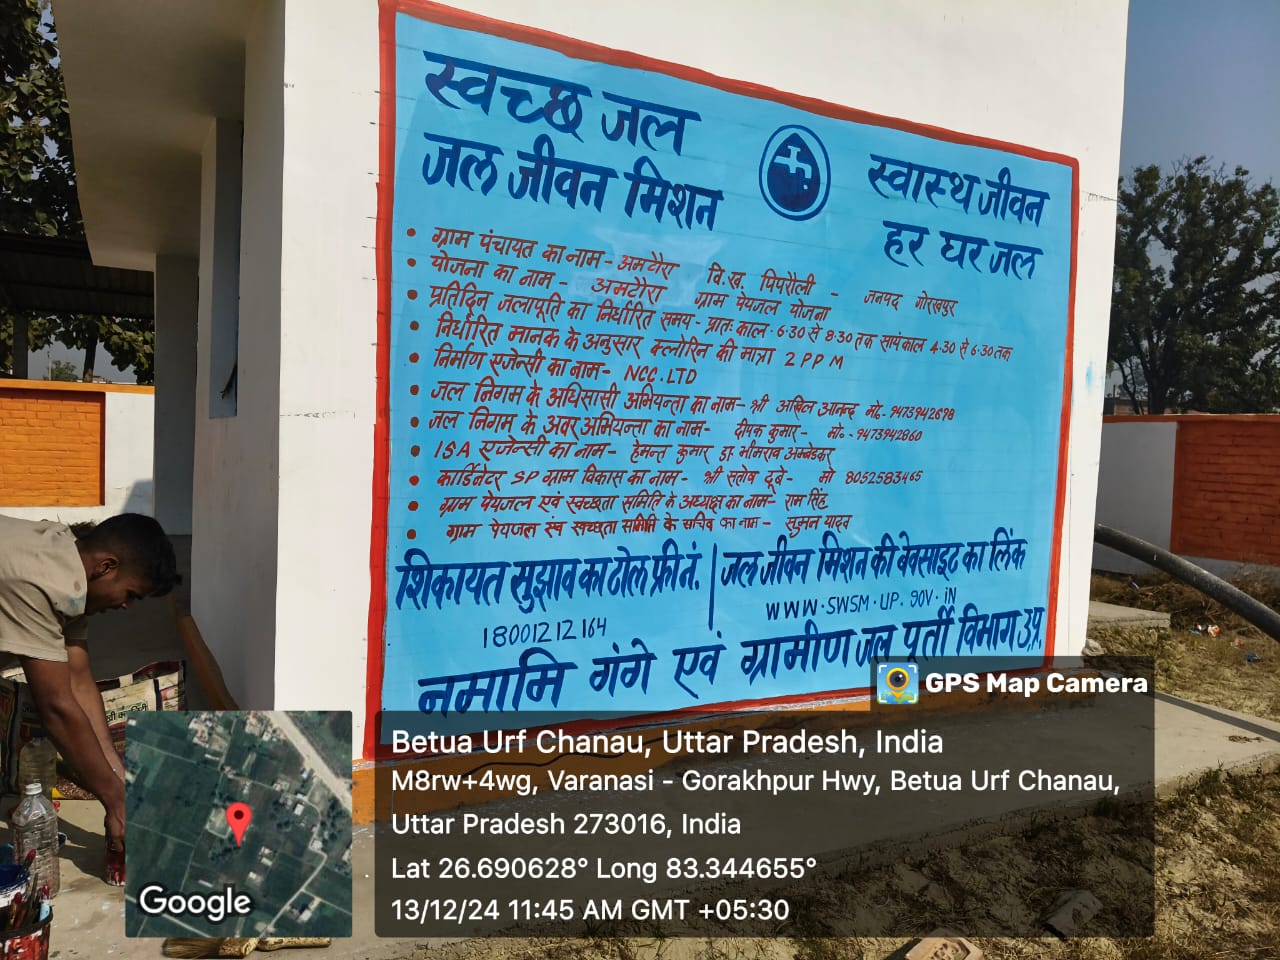 स्वच्छ जल
जल जीवन मिशन
स्वास्थ जीवन
हर घर जल
• ग्राम पंचायत का नाम - अमटौरा वि.ख. पिपरौली - जनपद गोरखपुर
• योजना का नाम - अमटौरा ग्राम पेयजल योजना
• प्रतिदिन जलापूर्ति का निर्धारित समय - प्रातः काल - 6.30 से 8.30 तक सायंकाल 4.30 से 6.30 तक
• निर्धारित मानक के अनुसार क्लोरिन की मात्रा 2 PPM
• निर्माण एजेन्सी का नाम - NCC.LTD
• जल निगम के अधिसासी अभियन्ता का नाम - श्री अखिल आनन्द मो. - 9473942698
• जल निगम के अवर अभियन्ता का नाम - दीपक कुमार - मो. - 9473942860
• ISA एजेन्सी का नाम - हेमन्त कुमार डा भीमराव अम्बेडकर
• कार्डिनेटर SP ग्राम विकास का नाम - श्री सतोष दूबे - मो 8052583465
• ग्राम पेयजल एवं स्वच्छता समिति के अध्यक्ष का नाम - राम सिंह
• ग्राम पेयजल एंव सच्छता समिति के सचिव का नाम - सुमन यादव
शिकायत सुझाव का टोल फ्री नं.
18001212164
जल जीवन मिशन की वेवसाइट का लिंक
WWW.SWSM.UP.GOV.iN
नमामि गंगे एवं ग्रामीण जल पूर्ती विभाग उ.प्र.
GPS Map Camera
Betua Urf Chanau, Uttar Pradesh, India
M8rw+4wg, Varanasi - Gorakhpur Hwy, Betua Urf Chanau,
Uttar Pradesh 273016, India
Lat 26.690628° Long 83.344655°
13/12/24 11:45 AM GMT +05:30
Google